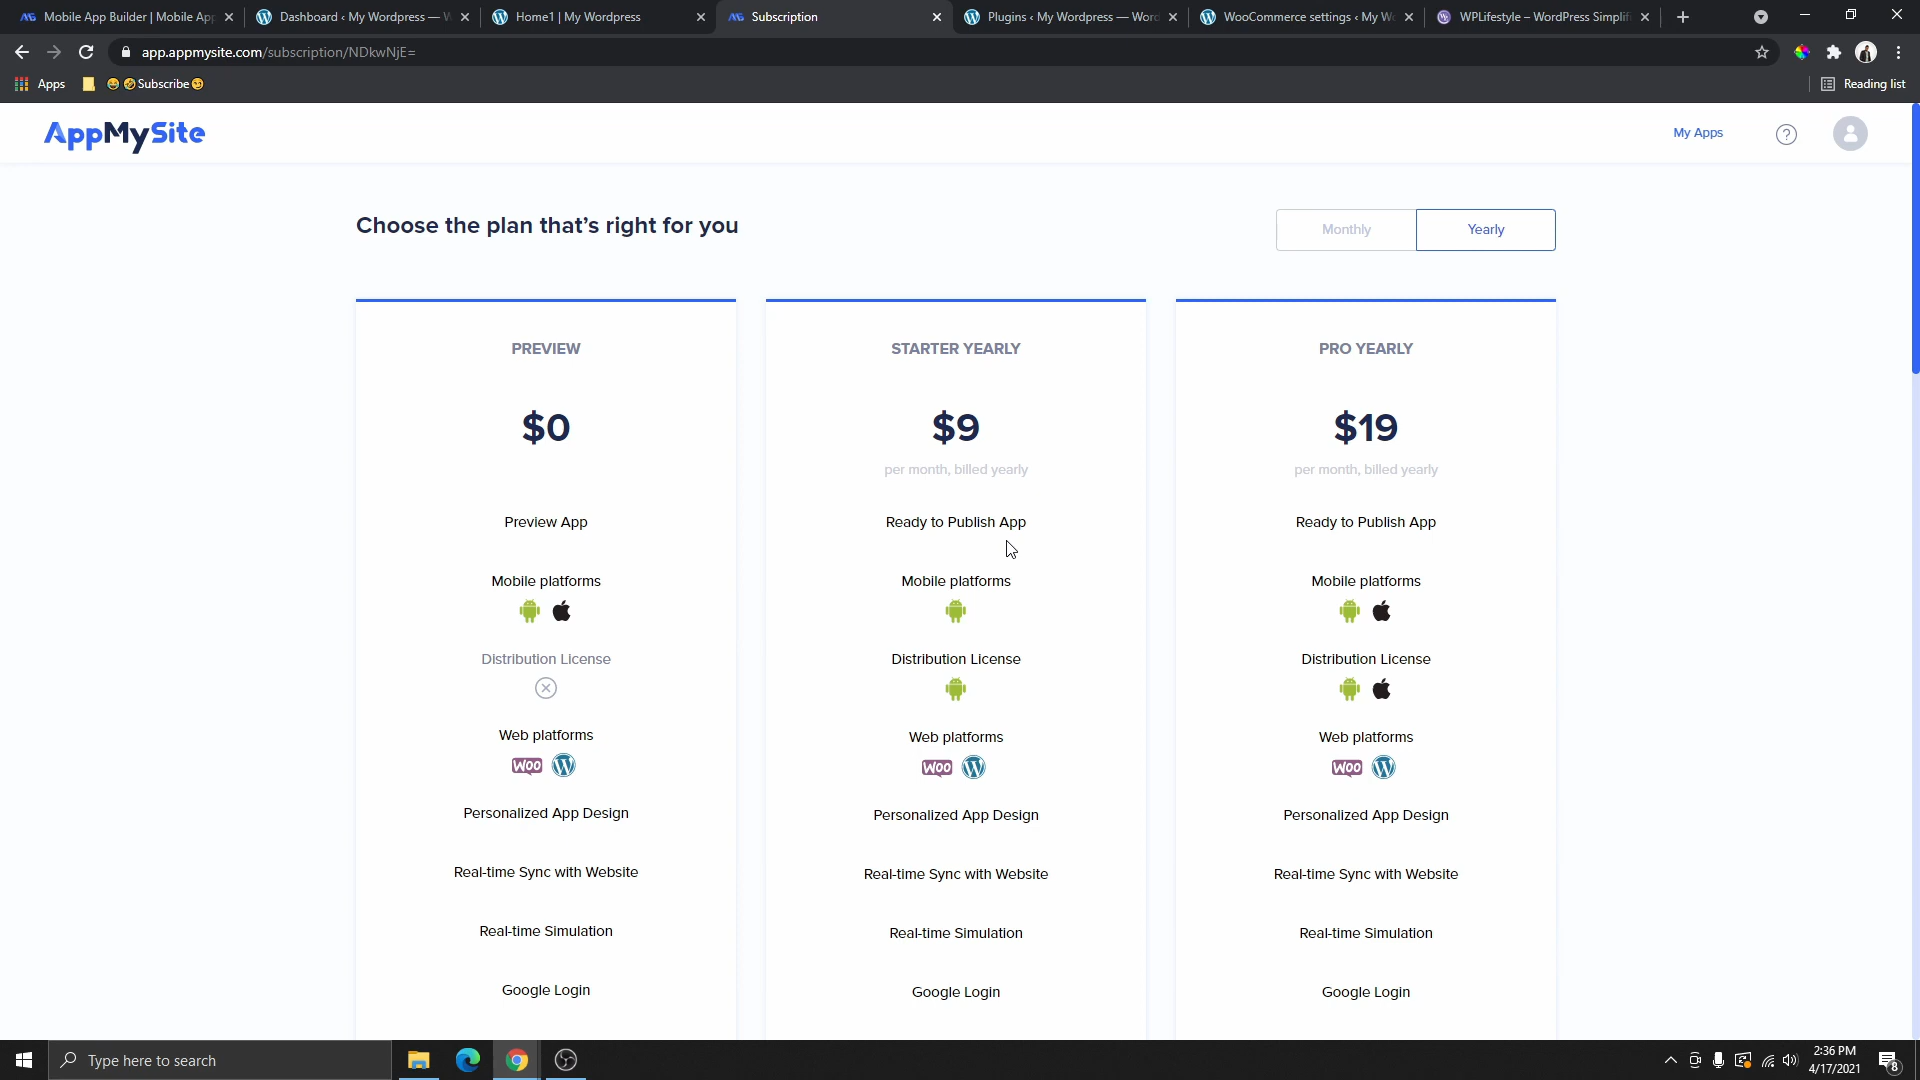 Mobile App Builder | Mobile App
Dashboard ‹ My Wordpress — W
Home1 | My Wordpress
Subscription
Plugins ‹ My Wordpress — Word
WooCommerce settings ‹ My Wo
WPLifestyle – WordPress Simplifi
app.appmysite.com/subscription/NDkwNjE=
Apps
😂🤣Subscribe😏
Reading list
AppMySite
My Apps
?
Choose the plan that’s right for you
Monthly
Yearly
PREVIEW
$0
Preview App
Mobile platforms
Distribution License
Web platforms
WOO
Personalized App Design
Real-time Sync with Website
Real-time Simulation
Google Login
STARTER YEARLY
$9
per month, billed yearly
Ready to Publish App
Mobile platforms
Distribution License
Web platforms
WOO
Personalized App Design
Real-time Sync with Website
Real-time Simulation
Google Login
PRO YEARLY
$19
per month, billed yearly
Ready to Publish App
Mobile platforms
Distribution License
Web platforms
WOO
Personalized App Design
Real-time Sync with Website
Real-time Simulation
Google Login
Type here to search
2:36 PM
4/17/2021
8